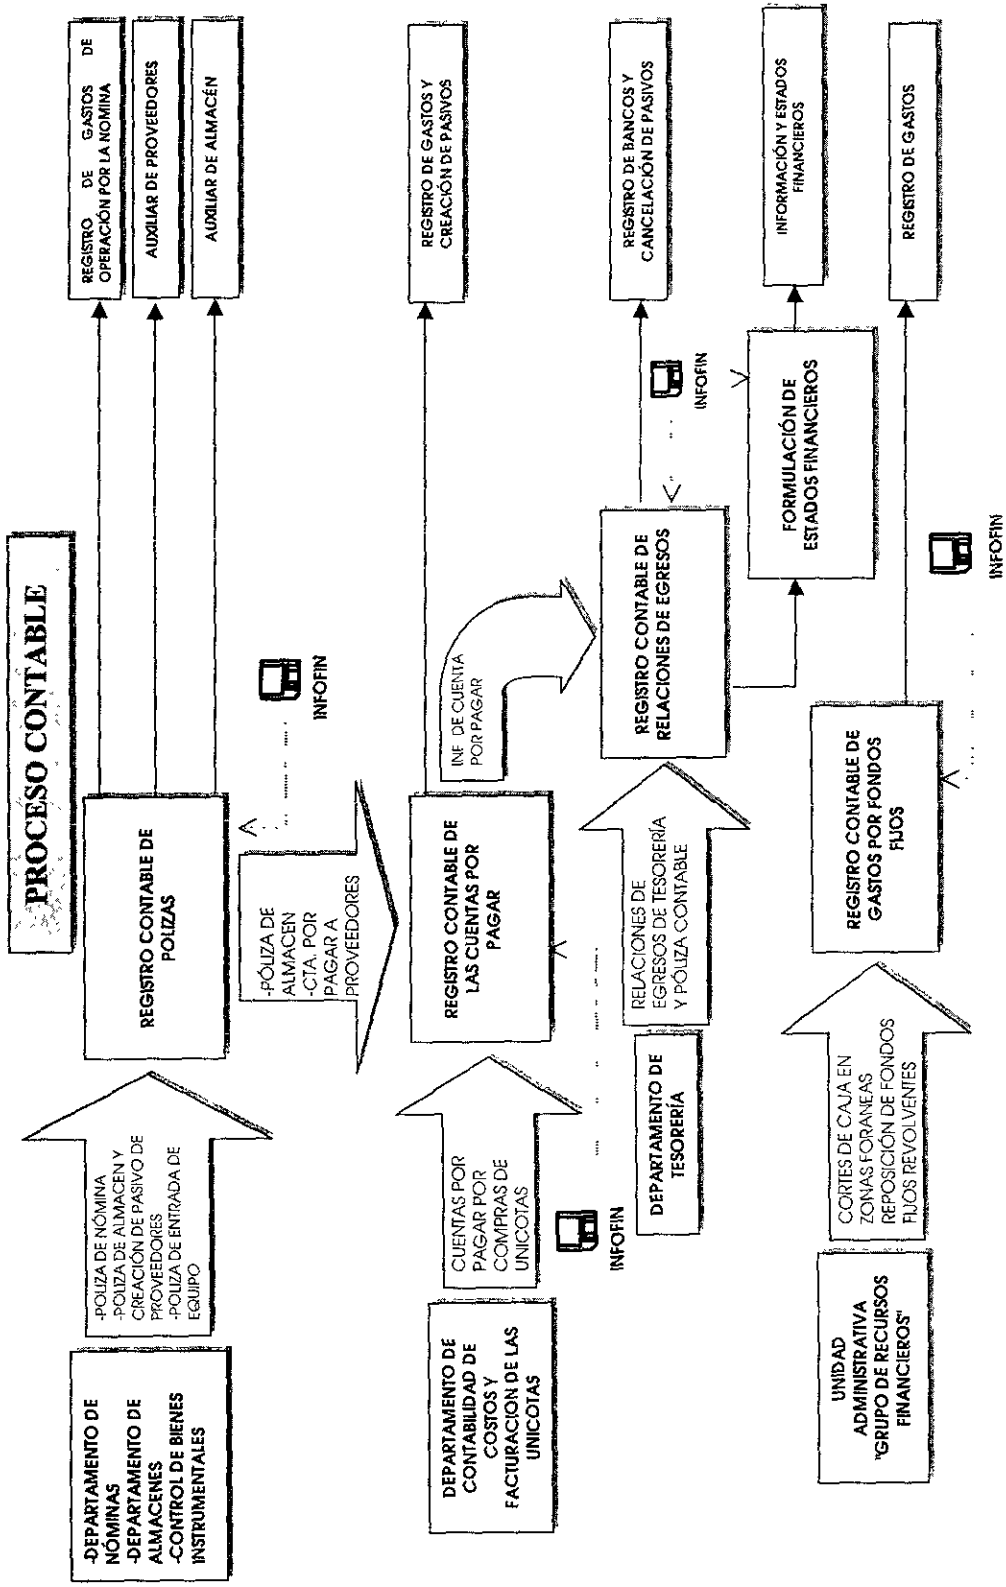 PROCESO CONTABLE
-DEPARTAMENTO DE
NÓMINAS
-DEPARTAMENTO DE
ALMACENES
-CONTROL DE BIENES
INSTRUMENTALES
-POLIZA DE NÓMINA
-POLIZA DE ALMACEN Y
CREACIÓN DE PASIVO DE
PROVEEDORES
-POLIZA DE ENTRADA DE
EQUIPO
REGISTRO CONTABLE DE
POLIZAS
REGISTRO DE GASTOS DE
OPERACIÓN POR LA NOMINA
AUXILIAR DE PROVEEDORES
AUXILIAR DE ALMACÉN
INFOFIN
-PÓLIZA DE
ALMACEN
-CTA. POR
PAGAR A
PROVEEDORES
DEPARTAMENTO DE
CONTABILIDAD DE
COSTOS Y
FACTURACION DE LAS
UNICOTAS
CUENTAS POR
PAGAR POR
COMPRAS DE
UNICOTAS
REGISTRO CONTABLE DE
LAS CUENTAS POR
PAGAR
REGISTRO DE GASTOS Y
CREACIÓN DE PASIVOS
INFOFIN
INF DE CUENTA
POR PAGAR
DEPARTAMENTO DE
TESORERÍA
RELACIONES DE
EGRESOS DE TESORERÍA
Y PÓLIZA CONTABLE
REGISTRO CONTABLE DE
RELACIONES DE EGRESOS
REGISTRO DE BANCOS Y
CANCELACIÓN DE PASIVOS
INFOFIN
FORMULACIÓN DE
ESTADOS FINANCIEROS
INFORMACIÓN Y ESTADOS
FINANCIEROS
UNIDAD
ADMINISTRATIVA
"GRUPO DE RECURSOS
FINANCIEROS"
CORTES DE CAJA EN
ZONAS FORANEAS
REPOSICIÓN DE FONDOS
FIJOS REVOLVENTES
REGISTRO CONTABLE DE
GASTOS POR FONDOS
FIJOS
REGISTRO DE GASTOS
INFOFIN